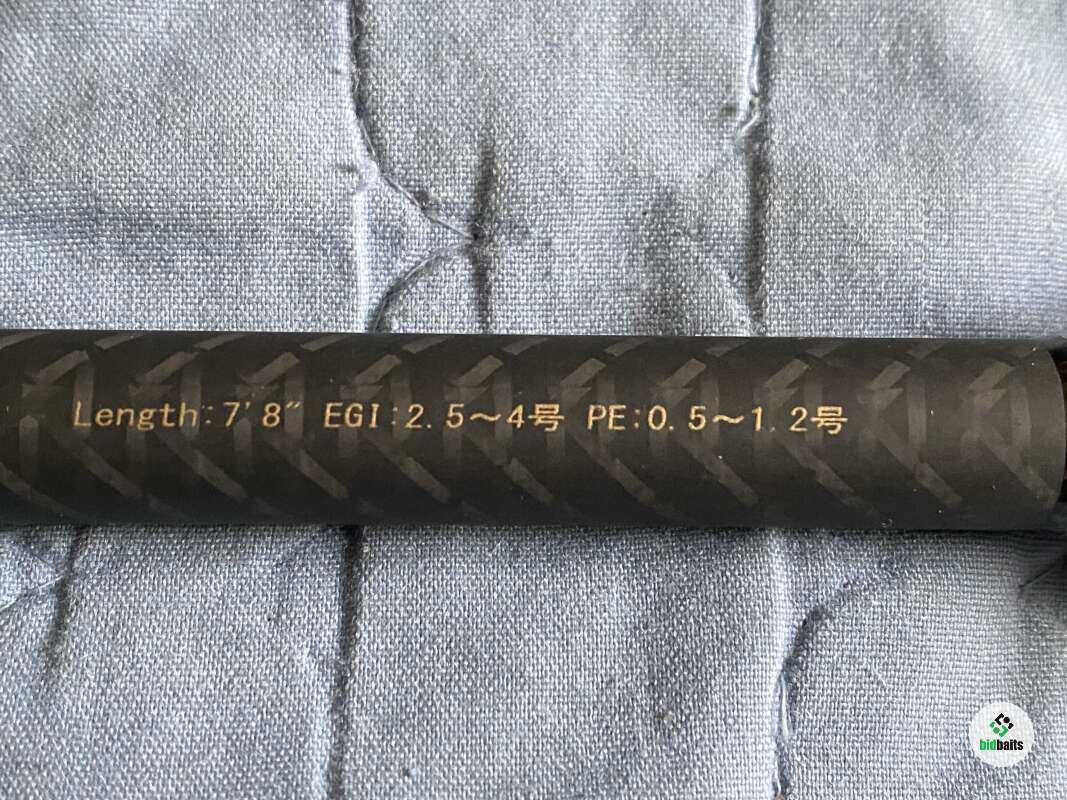 Length:7'8" EGI:2.5～4号 PE:0.5～1.2号
bidbaits